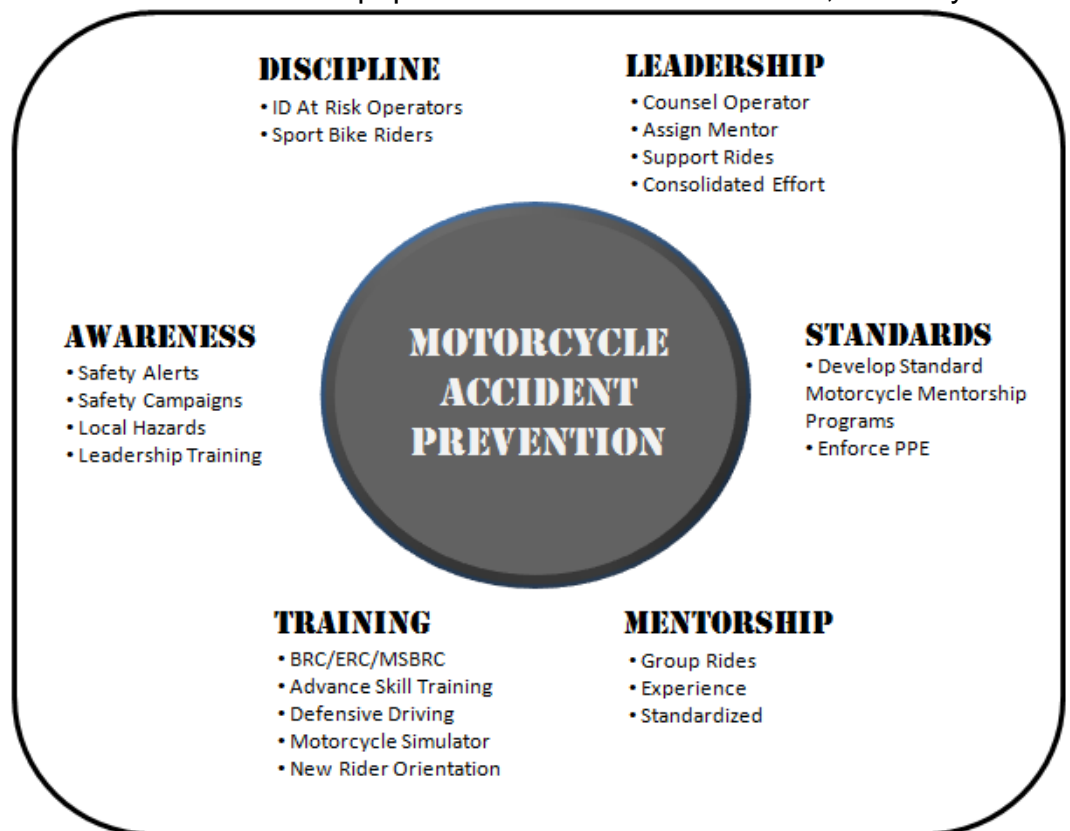 DISCIPLINE
• ID At Risk Operators
• Sport Bike Riders
LEADERSHIP
• Counsel Operator
• Assign Mentor
• Support Rides
• Consolidated Effort
AWARENESS
• Safety Alerts
• Safety Campaigns
• Local Hazards
• Leadership Training
MOTORCYCLE
ACCIDENT
PREVENTION
STANDARDS
• Develop Standard
Motorcycle Mentorship
Programs
• Enforce PPE
TRAINING
• BRC/ERC/MSBRC
• Advance Skill Training
• Defensive Driving
• Motorcycle Simulator
• New Rider Orientation
MENTORSHIP
• Group Rides
• Experience
• Standardized